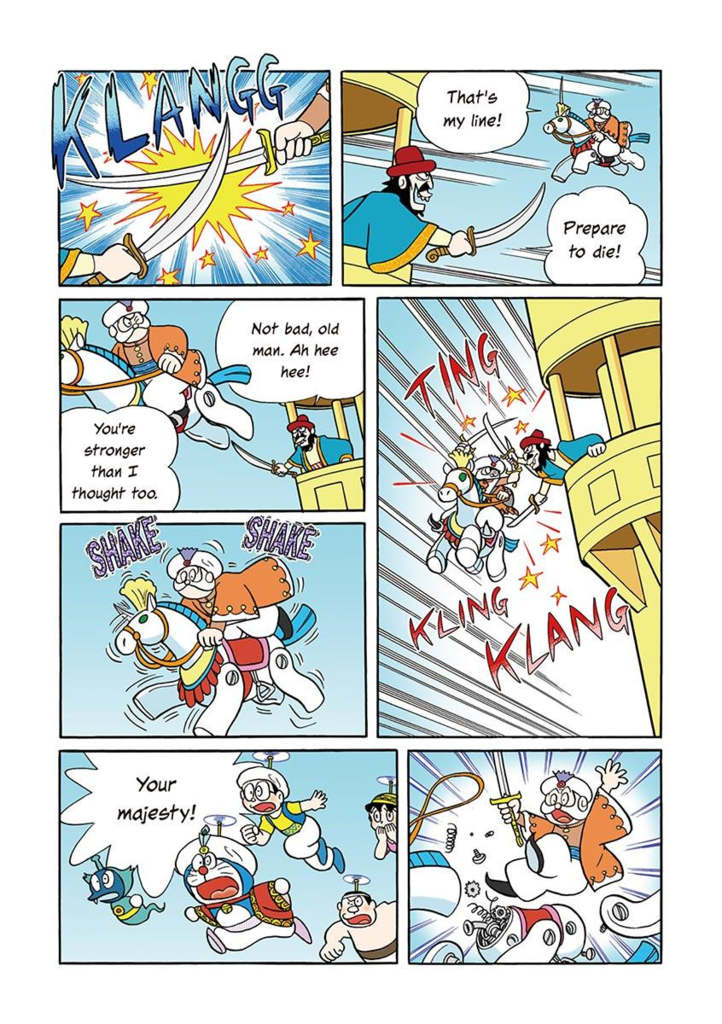 KLANGG
That's
my line!
Prepare
to die!
Not bad, old
man. Ah hee
hee!
You're
stronger
than I
thought too.
TING
KLING
KLANG
SHAKE
SHAKE
Your
majesty!